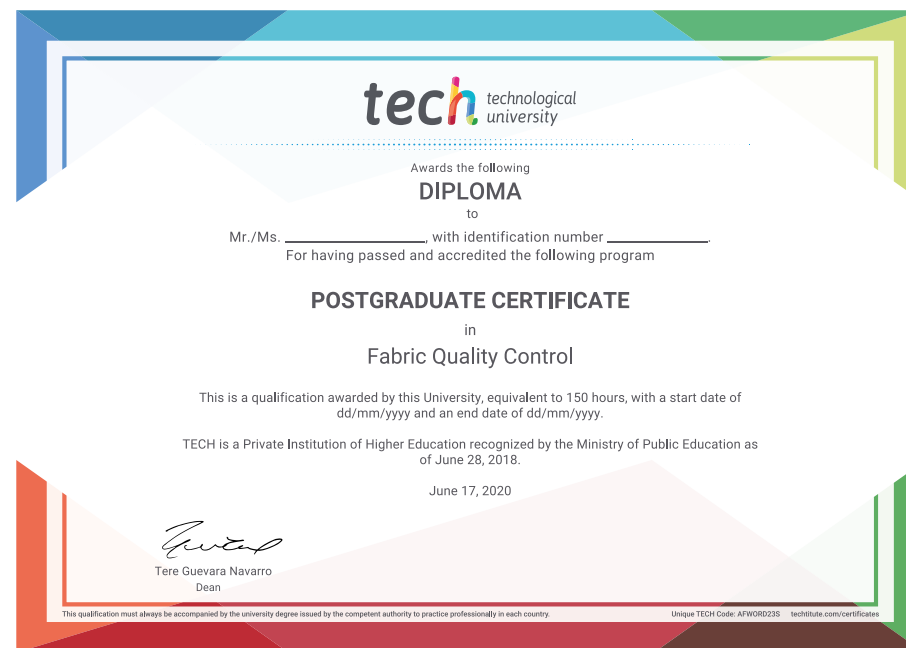 tech technological
university
Awards the following
DIPLOMA
to
Mr./Ms. ____________________, with identification number ___________________.
For having passed and accredited the following program
POSTGRADUATE CERTIFICATE
in
Fabric Quality Control
This is a qualification awarded by this University, equivalent to 150 hours, with a start date of
dd/mm/yyyy and an end date of dd/mm/yyyy.
TECH is a Private Institution of Higher Education recognized by the Ministry of Public Education as
of June 28, 2018.
June 17, 2020
Tere Guevara Navarro
Dean
This qualification must always be accompanied by the university degree issued by the competent authority to practice professionally in each country. Unique TECH Code: AFWORD23S techtitute.com/certificates